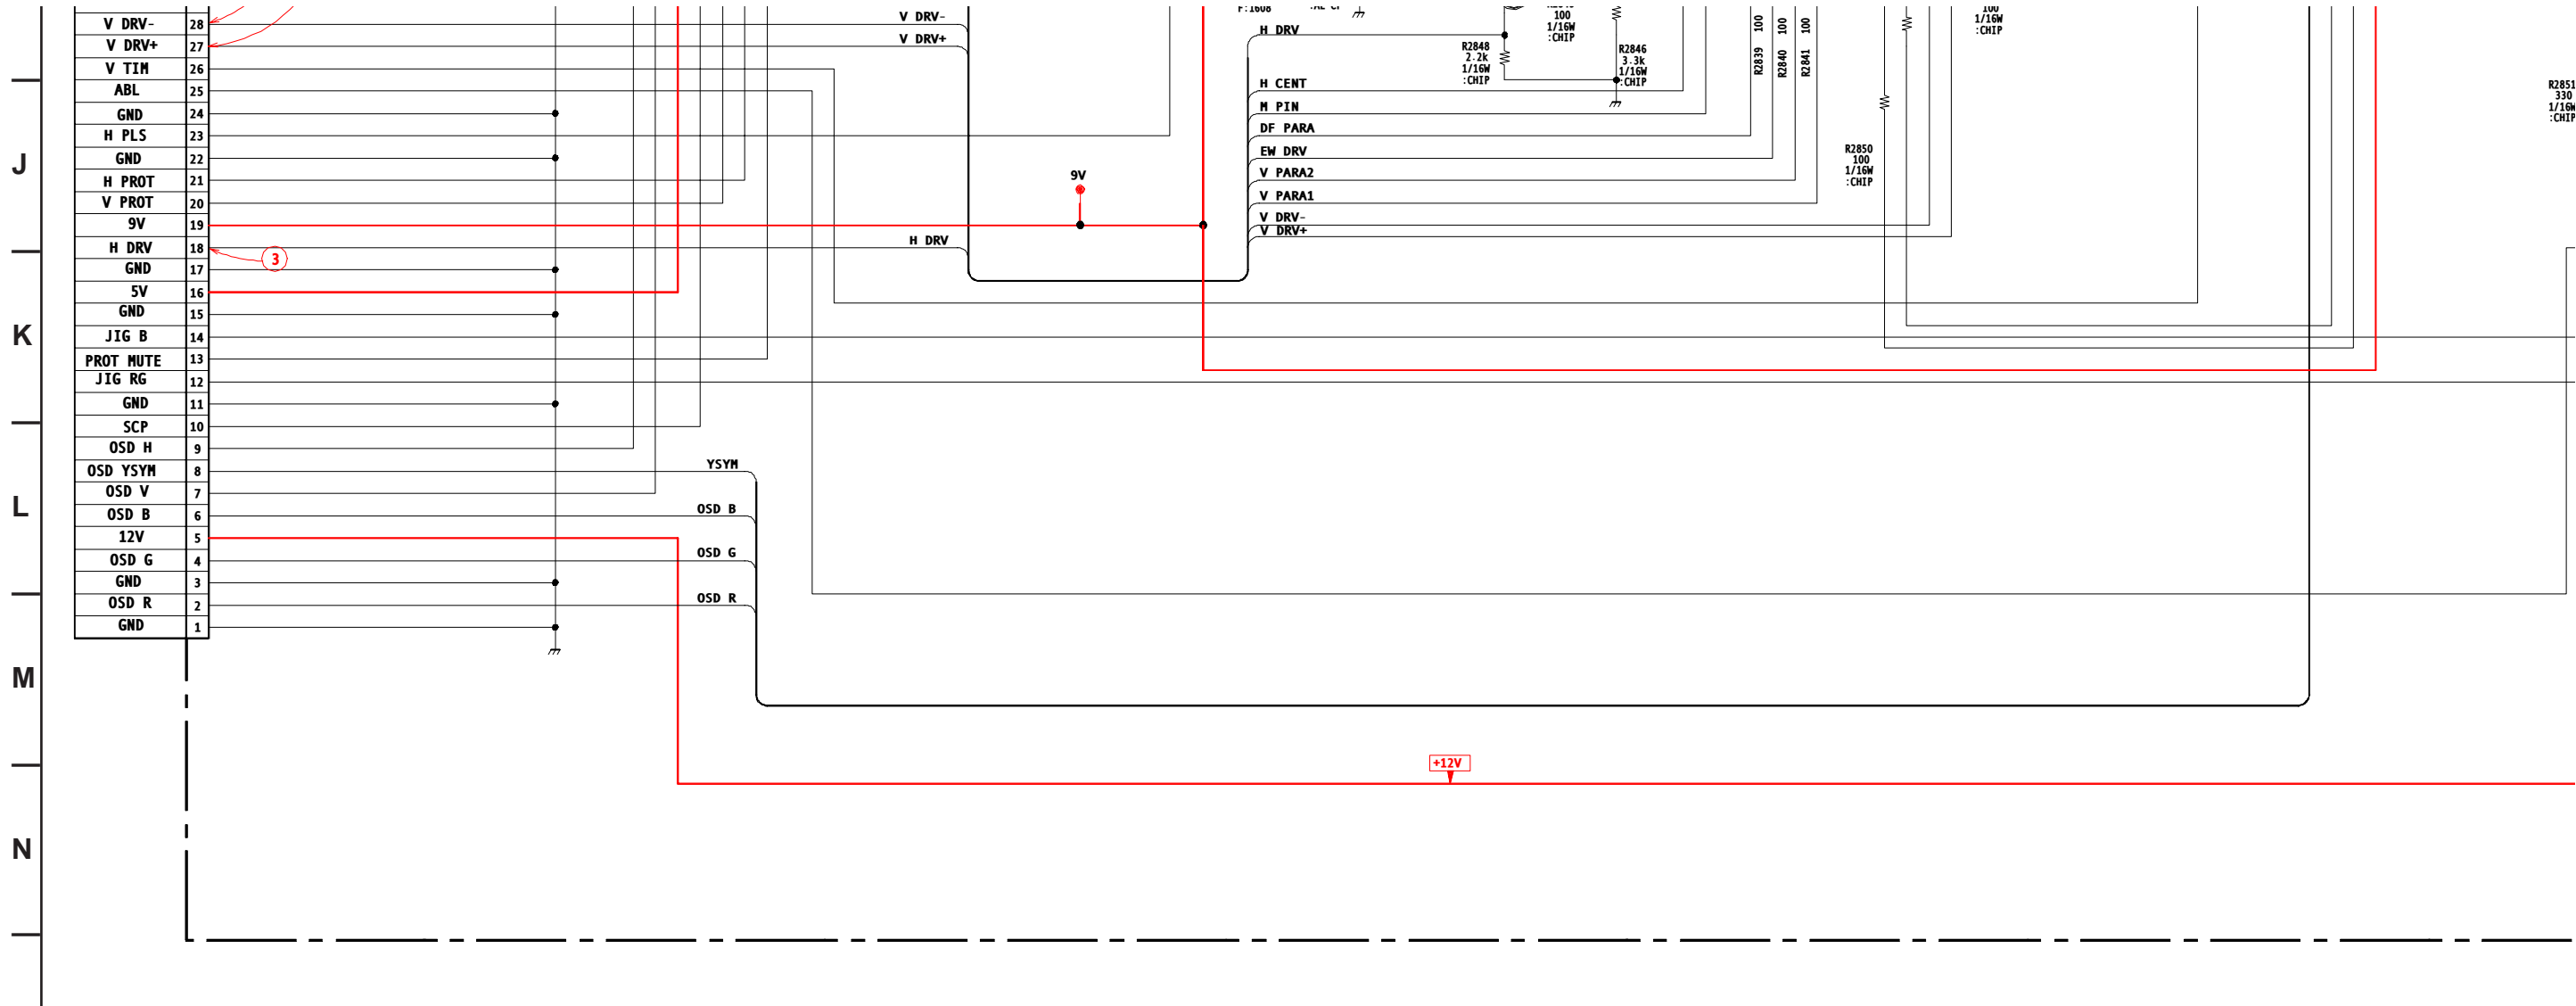 V DRV- 28
V DRV+ 27
V TIM 26
ABL 25
GND 24
H PLS 23
GND 22
H PROT 21
V PROT 20
9V 19
H DRV 18
GND 17
5V 16
GND 15
JIG B 14
PROT MUTE 13
JIG RG 12
GND 11
SCP 10
OSD H 9
OSD YSYM 8
OSD V 7
OSD B 6
12V 5
OSD G 4
GND 3
OSD R 2
GND 1
J
K
L
M
N
3
V DRV-
V DRV+
H DRV
9V
YSYM
OSD B
OSD G
OSD R
F:1608
H DRV
H CENT
M PIN
DF PARA
EW DRV
V PARA2
V PARA1
V DRV-
V DRV+
R2848
2.2k
1/16W
:CHIP
100
1/16W
:CHIP
R2846
3.3k
1/16W
:CHIP
R2839 100
R2840 100
R2841 100
R2850
100
1/16W
:CHIP
100
1/16W
:CHIP
R2851
330
1/16W
:CHIP
+12V